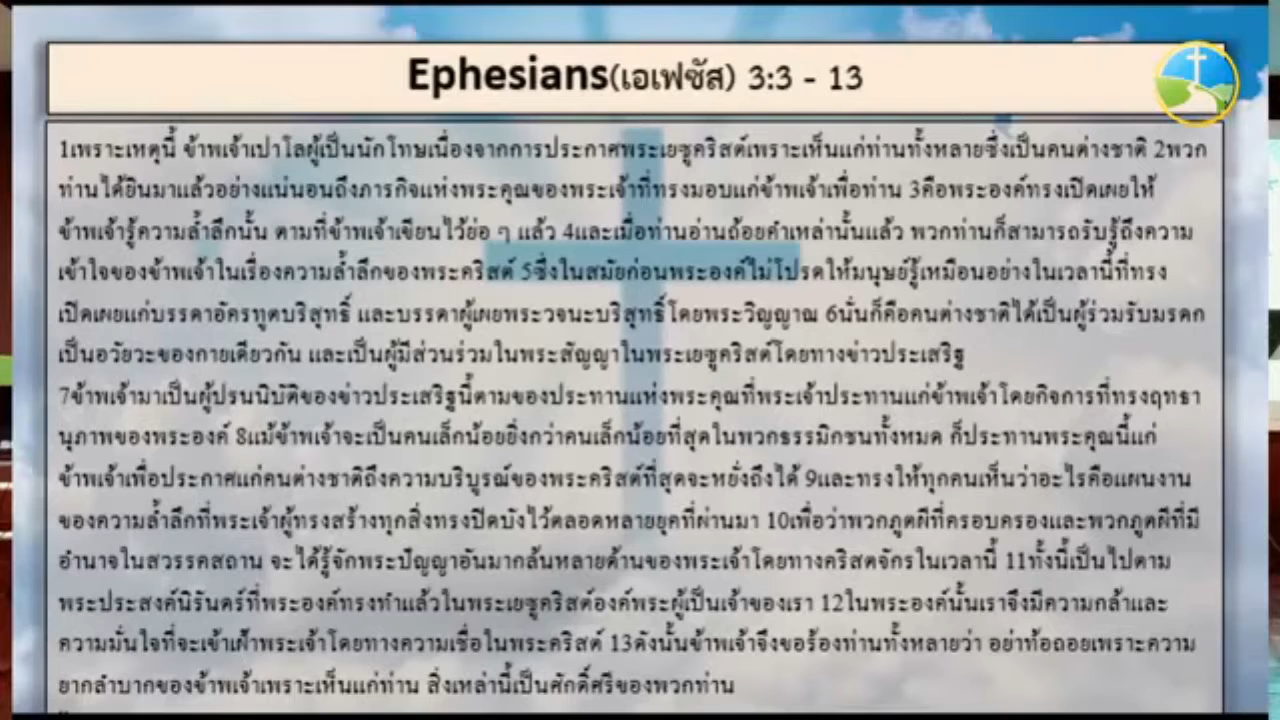 Ephesians(เอเฟซัส) 3:3 - 13
1เพราะเหตุนี้ ข้าพเจ้าเปาโลผู้เป็นนักโทษเนื่องจากการประกาศพระเยซูคริสต์เพราะเห็นแก่ท่านทั้งหลายซึ่งเป็นคนต่างชาติ 2พวก
ท่านได้ยินมาแล้วอย่างแน่นอนถึงภารกิจแห่งพระคุณของพระเจ้าที่ทรงมอบแก่ข้าพเจ้าเพื่อท่าน 3คือพระองค์ทรงเปิดเผยให้
ข้าพเจ้ารู้ความล้ำลึกนั้น ตามที่ข้าพเจ้าเขียนไว้ย่อ ๆ แล้ว 4และเมื่อท่านอ่านถ้อยคำเหล่านั้นแล้ว พวกท่านก็สามารถรับรู้ถึงความ
เข้าใจของข้าพเจ้าในเรื่องความล้ำลึกของพระคริสต์ 5ซึ่งในสมัยก่อนพระองค์ไม่โปรดให้มนุษย์รู้เหมือนอย่างในเวลานี้ที่ทรง
เปิดเผยแก่บรรดาอัครทูตบริสุทธิ์ และบรรดาผู้เผยพระวจนะบริสุทธิ์โดยพระวิญญาณ 6นั่นก็คือคนต่างชาติได้เป็นผู้ร่วมรับมรดก
เป็นอวัยวะของกายเดียวกัน และเป็นผู้มีส่วนร่วมในพระสัญญาในพระเยซูคริสต์โดยทางข่าวประเสริฐ
7ข้าพเจ้ามาเป็นผู้ปรนนิบัติของข่าวประเสริฐนี้ตามของประทานแห่งพระคุณที่พระเจ้าประทานแก่ข้าพเจ้าโดยกิจการที่ทรงฤทธา
นุภาพของพระองค์ 8แม้ข้าพเจ้าจะเป็นคนเล็กน้อยยิ่งกว่าคนเล็กน้อยที่สุดในพวกธรรมิกชนทั้งหมด ก็ประทานพระคุณนี้แก่
ข้าพเจ้าเพื่อประกาศแก่คนต่างชาติถึงความบริบูรณ์ของพระคริสต์ที่สุดจะหยั่งถึงได้ 9และทรงให้ทุกคนเห็นว่าอะไรคือแผนงาน
ของความล้ำลึกที่พระเจ้าผู้ทรงสร้างทุกสิ่งทรงปิดบังไว้ตลอดหลายยุคที่ผ่านมา 10เพื่อว่าพวกภูตผีที่ครอบครองและพวกภูตผีที่มี
อำนาจในสวรรคสถาน จะได้รู้จักพระปัญญาอันมากล้นหลายด้านของพระเจ้าโดยทางคริสตจักรในเวลานี้ 11ทั้งนี้เป็นไปตาม
พระประสงค์นิรันดร์ที่พระองค์ทรงทำแล้วในพระเยซูคริสต์องค์พระผู้เป็นเจ้าของเรา 12ในพระองค์นั้นเราจึงมีความกล้าและ
ความมั่นใจที่จะเข้าเฝ้าพระเจ้าโดยทางความเชื่อในพระคริสต์ 13ดังนั้นข้าพเจ้าจึงขอร้องท่านทั้งหลายว่า อย่าท้อถอยเพราะความ
ยากลำบากของข้าพเจ้าเพราะเห็นแก่ท่าน สิ่งเหล่านี้เป็นศักดิ์ศรีของพวกท่าน